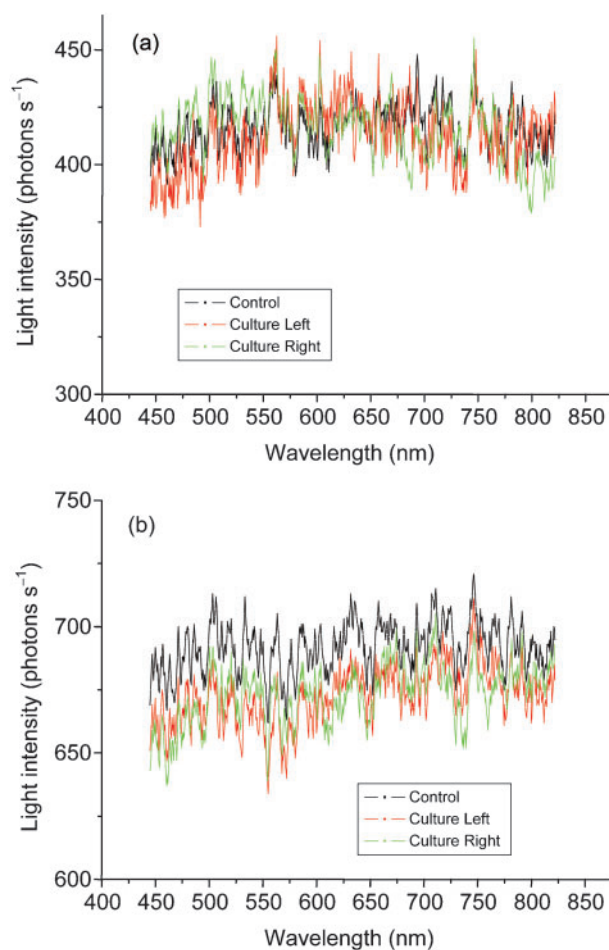 (a)
Light intensity (photons s⁻¹)
450
400
350
300
Control
Culture Left
Culture Right
400 450 500 550 600 650 700 750 800 850
Wavelength (nm)
(b)
Light intensity (photons s⁻¹)
750
700
650
600
Control
Culture Left
Culture Right
400 450 500 550 600 650 700 750 800 850
Wavelength (nm)